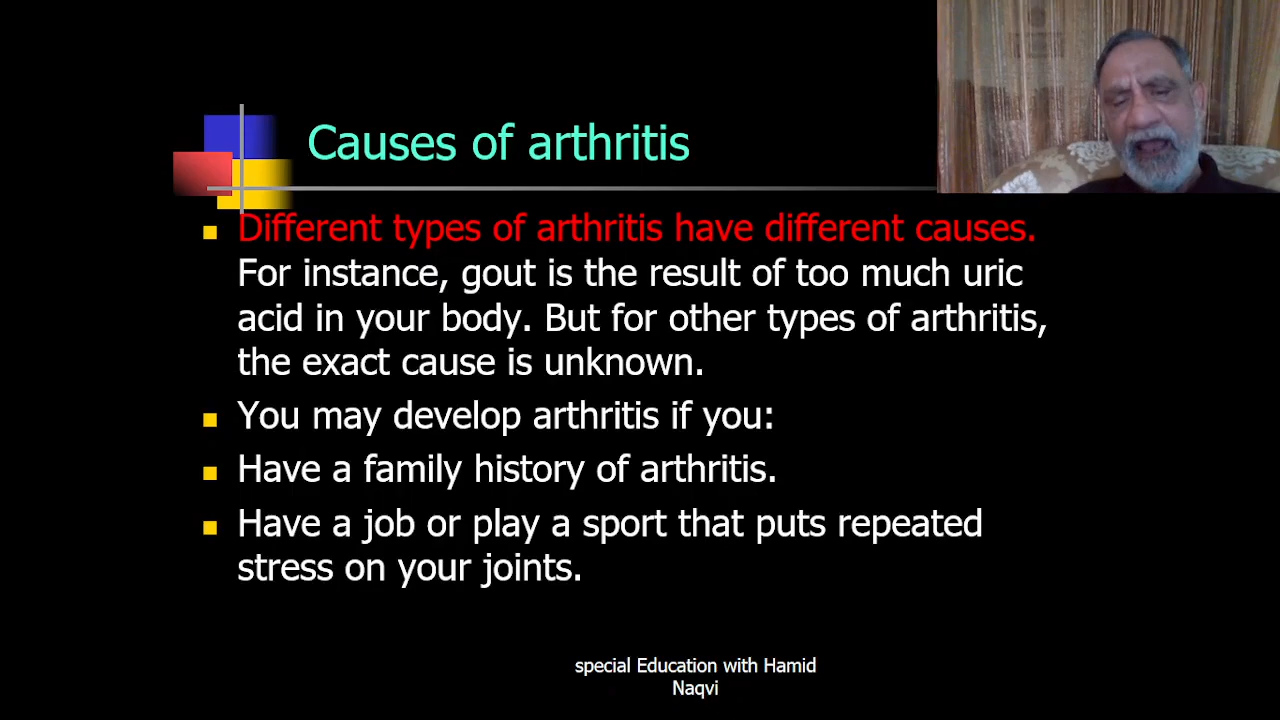 Causes of arthritis
Different types of arthritis have different causes.
For instance, gout is the result of too much uric
acid in your body. But for other types of arthritis,
the exact cause is unknown.
You may develop arthritis if you:
Have a family history of arthritis.
Have a job or play a sport that puts repeated
stress on your joints.
special Education with Hamid
Naqvi